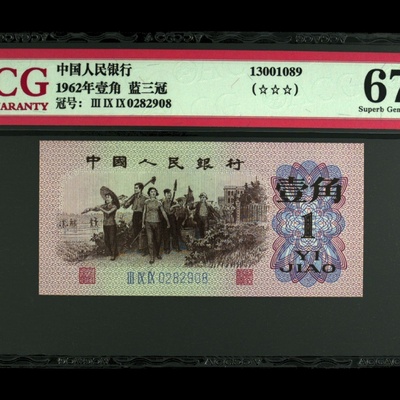 CG
WARRANTY
中国人民银行
1962年壹角 蓝三冠
冠号: III IX IX 0282908
13001089
(☆☆☆)
67
Superb Gem
中國人民銀行
壹角
1
YI
JIAO
III IX IX 0282908